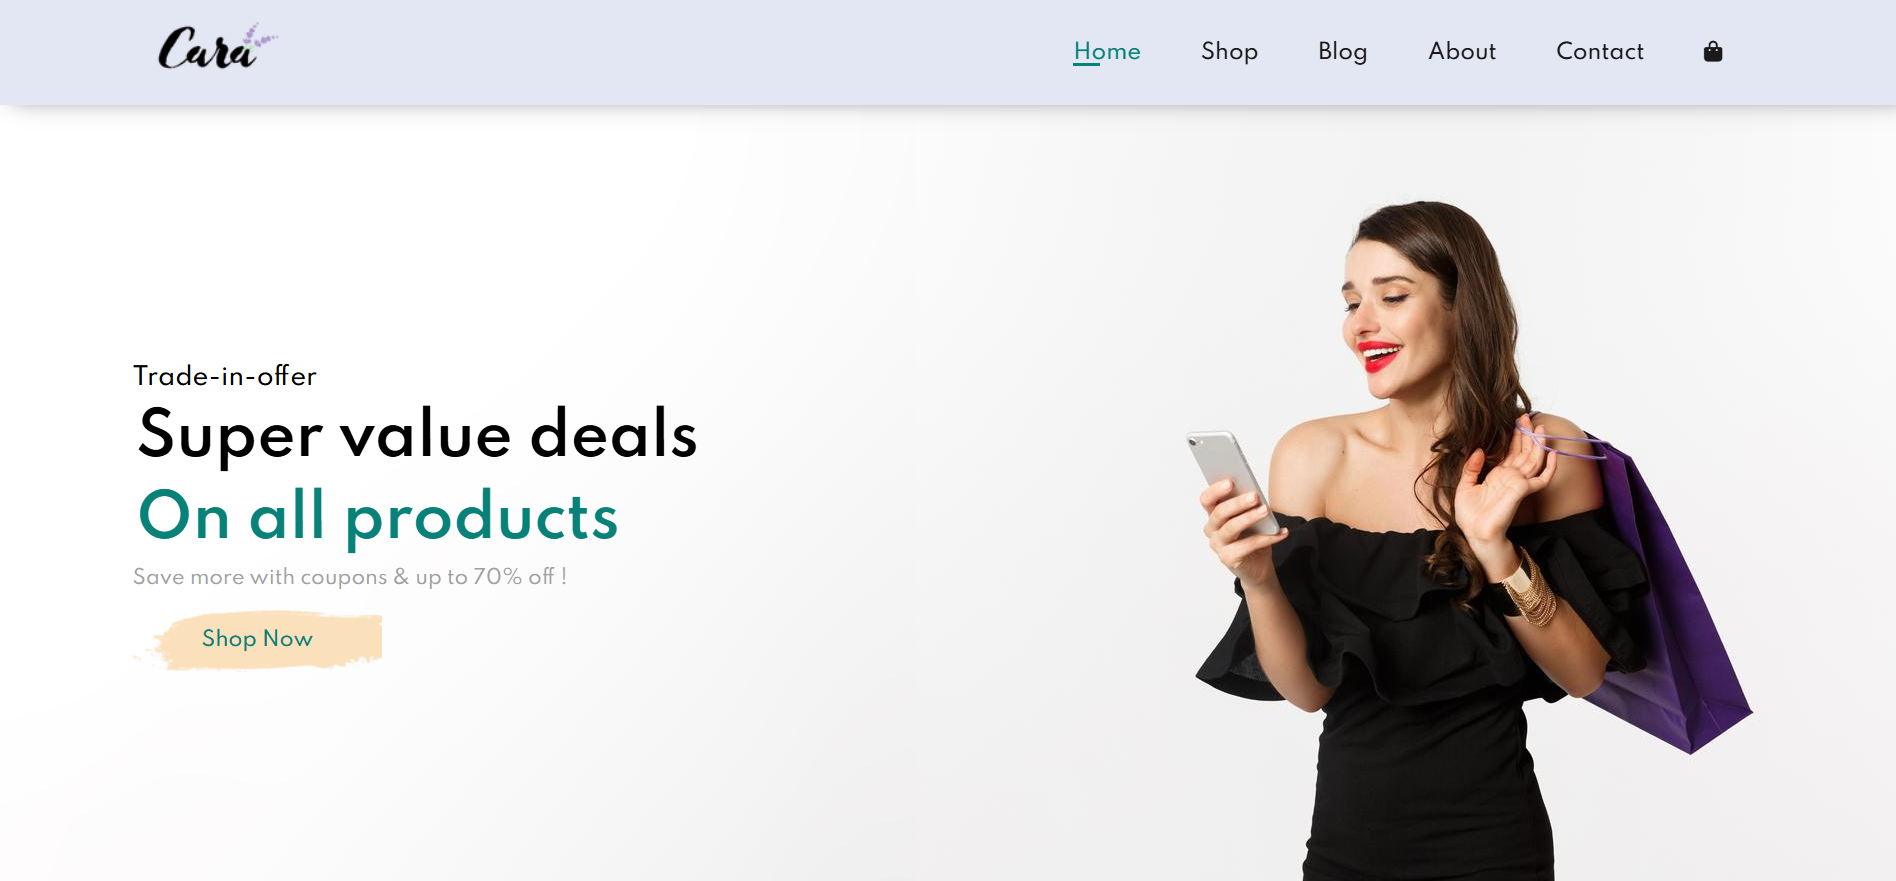 Cara
Home Shop Blog About Contact
Trade-in-offer
Super value deals
On all products
Save more with coupons & up to 70% off !
Shop Now